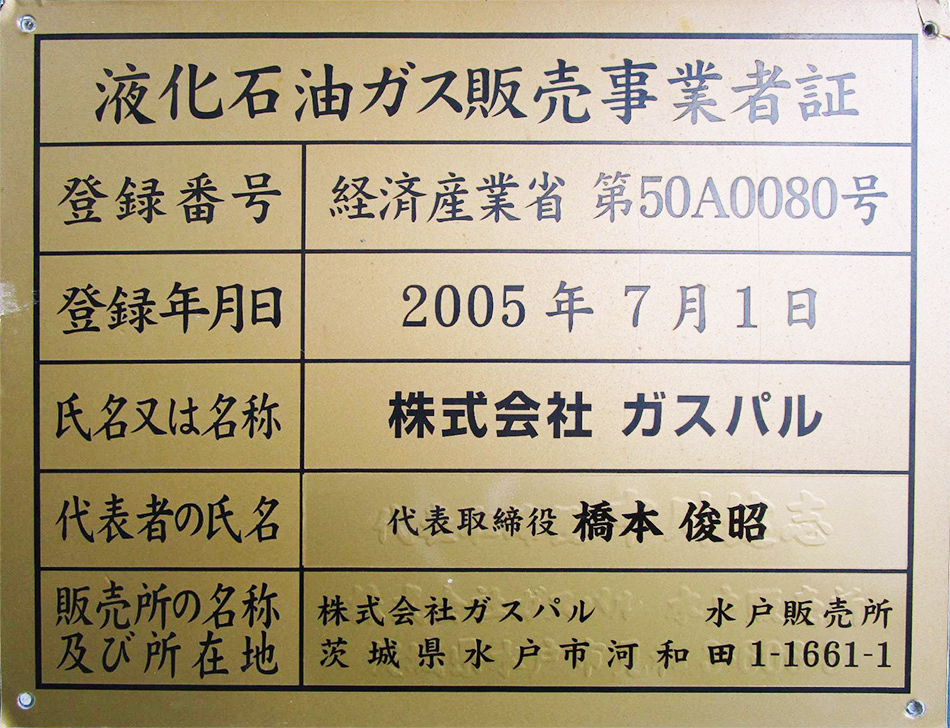 液化石油ガス販売事業者証
登録番号 経済産業省 第50A0080号
登録年月日 2005年7月1日
氏名又は名称 株式会社 ガスパル
代表者の氏名 代表取締役 橋本 俊昭
販売所の名称 株式会社ガスパル 水戸販売所
及び所在地 茨城県水戸市河和田1-1661-1